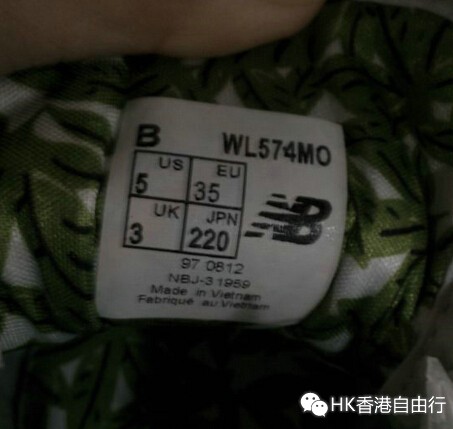 B WL574MO
US 5 EU 35
UK 3 JPN 220
97 0812
NBJ-31959
Made in Vietnam
Fabriqué au Vietnam
HK香港自由行